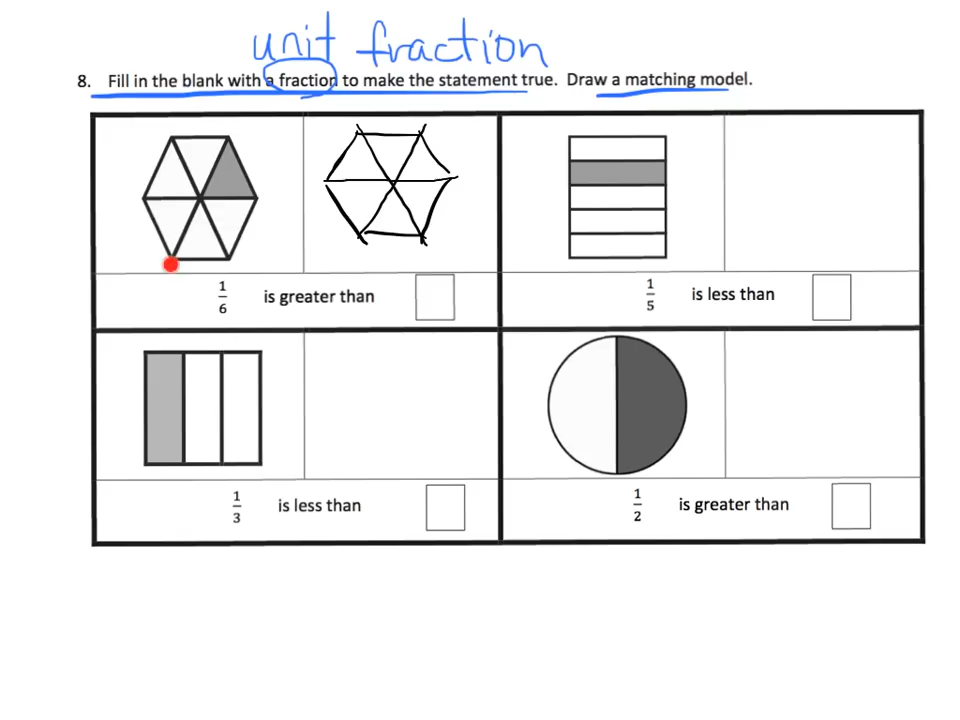 unit fraction
8. Fill in the blank with a fraction to make the statement true. Draw a matching model.
1/6 is greater than
1/5 is less than
1/3 is less than
1/2 is greater than